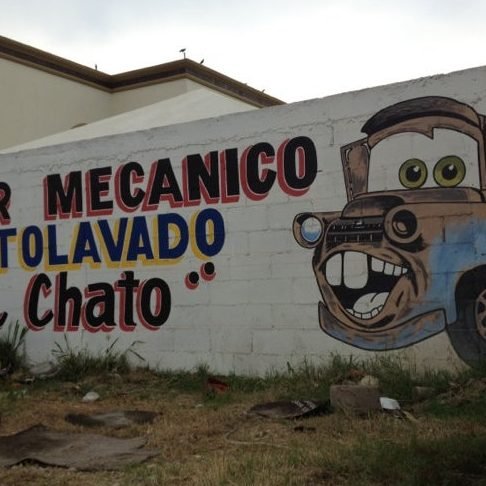 R MECANICO
TOLAVADO
Chato "